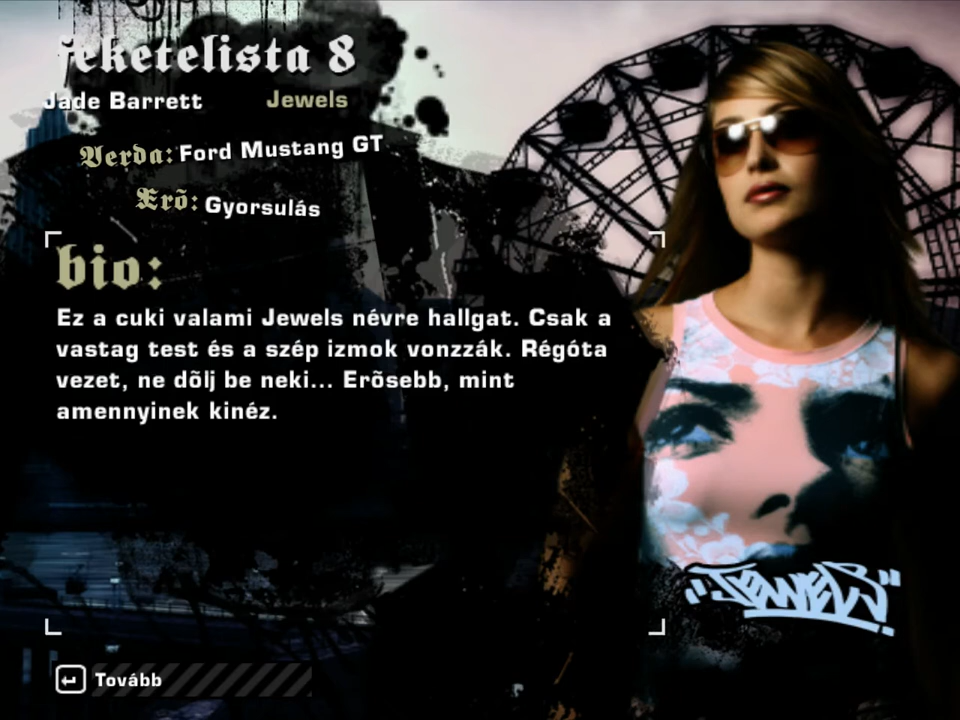 feketelista 8
Jade Barrett Jewels
Verda: Ford Mustang GT
Erõ: Gyorsulás
bio:
Ez a cuki valami Jewels névre hallgat. Csak a
vastag test és a szép izmok vonzzák. Régóta
vezet, ne dõlj be neki... Erõsebb, mint
amennyinek kinéz.
"JEWELS"
Tovább